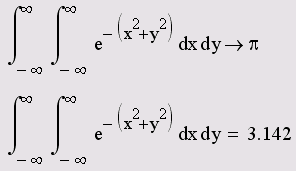 ∫_{-∞}^{∞} ∫_{-∞}^{∞} e^{-(x^2+y^2)} dx dy → π
∫_{-∞}^{∞} ∫_{-∞}^{∞} e^{-(x^2+y^2)} dx dy = 3.142